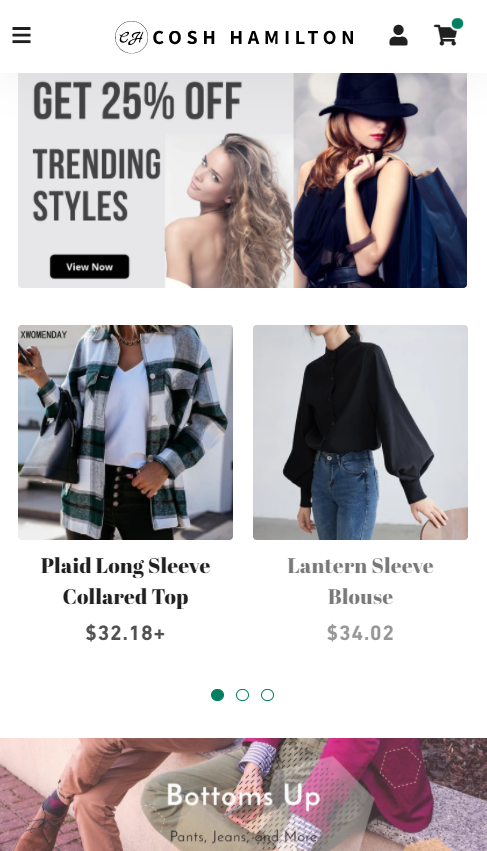 CH COSH HAMILTON
GET 25% OFF
TRENDING
STYLES
View Now
XWOMENDAY
Plaid Long Sleeve
Collared Top
$32.18+
Lantern Sleeve
Blouse
$34.02
Bottoms Up
Pants, Jeans, and More